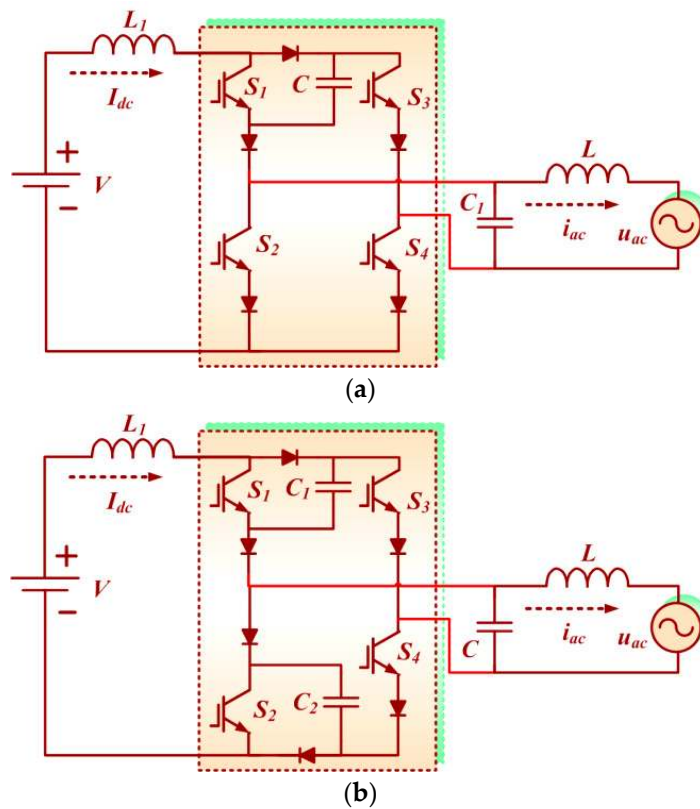 L1
Idc
S1
C
S3
L
+
V
−
C1
iac
uac
S2
S4
(a)
L1
Idc
S1
C1
S3
L
+
V
−
C
iac
uac
S4
S2
C2
(b)